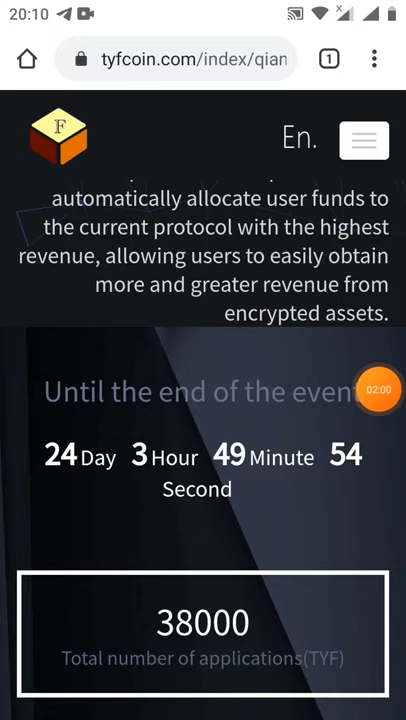 20:10
tyfcoin.com/index/qian
1
F
En.
automatically allocate user funds to
the current protocol with the highest
revenue, allowing users to easily obtain
more and greater revenue from
encrypted assets.
Until the end of the event
02:00
24 Day 3 Hour 49 Minute 54
Second
38000
Total number of applications(TYF)